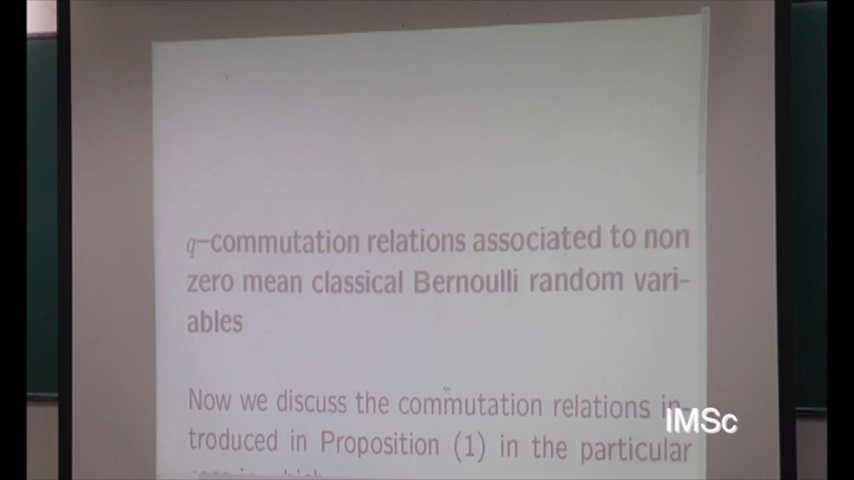 q–commutation relations associated to non
zero mean classical Bernoulli random vari-
ables
Now we discuss the commutation relations in-
troduced in Proposition (1) in the particular
IMSc